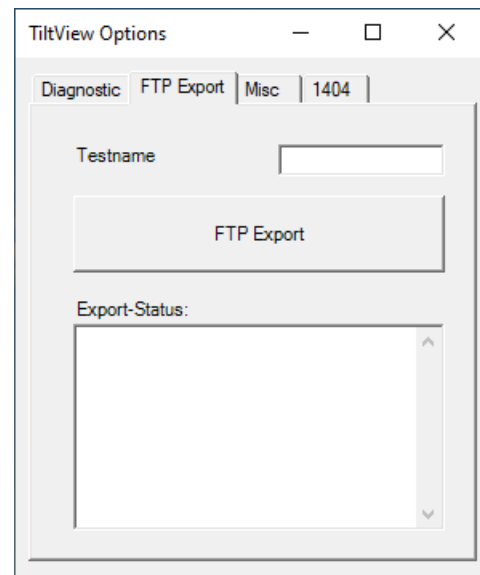 TiltView Options
Diagnostic FTP Export Misc 1404
Testname
FTP Export
Export-Status: